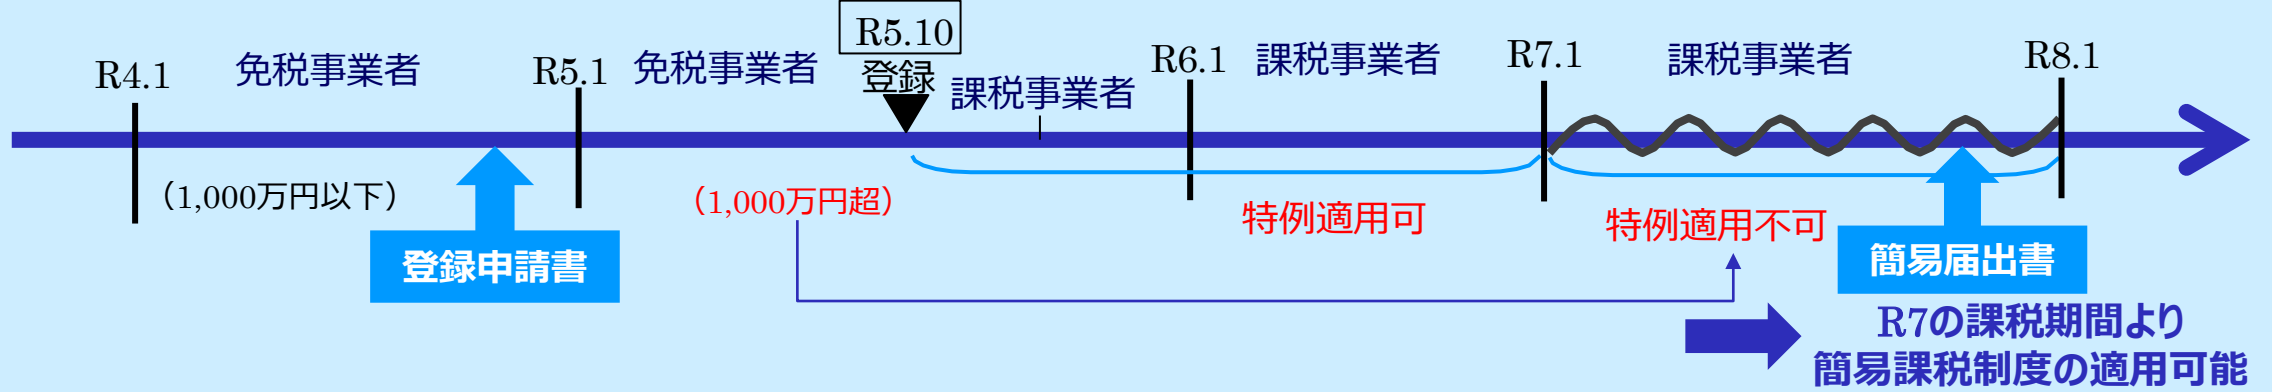 R4.1
免税事業者
R5.1
免税事業者
R5.10
登録
課税事業者
R6.1
課税事業者
R7.1
課税事業者
R8.1
（1,000万円以下）
（1,000万円超）
特例適用可
特例適用不可
登録申請書
簡易届出書
R7の課税期間より
簡易課税制度の適用可能